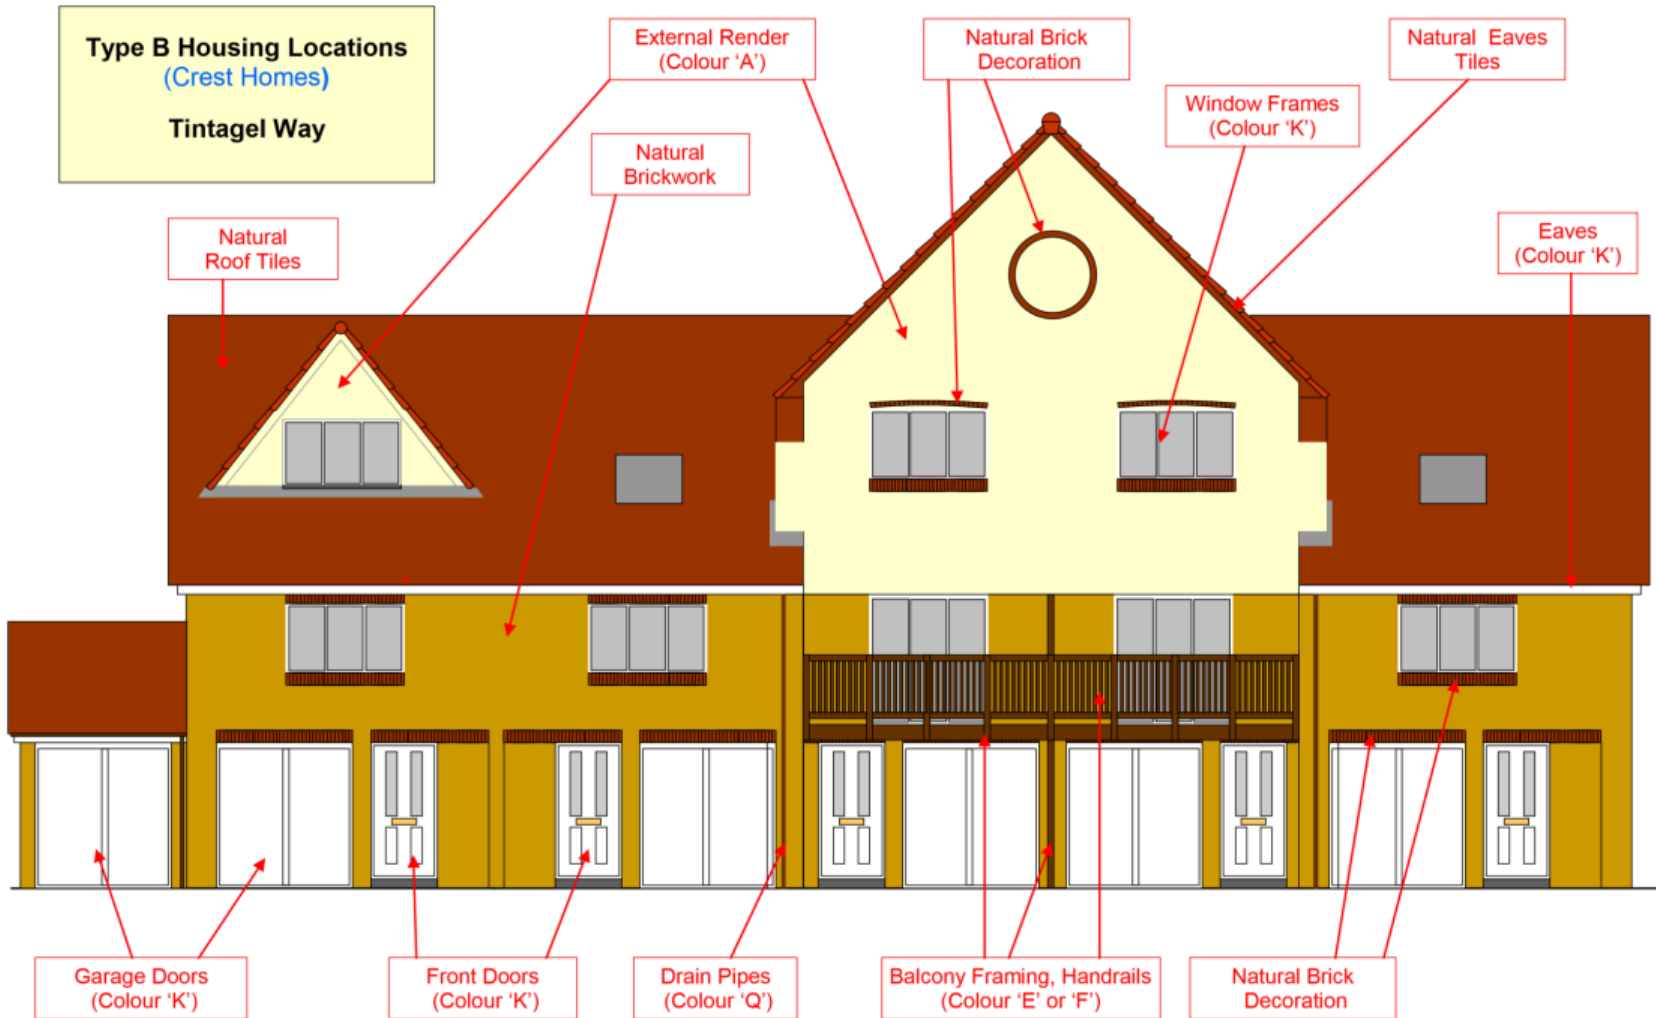 Type B Housing Locations
(Crest Homes)
Tintagel Way
External Render
(Colour ‘A’)
Natural Brick
Decoration
Natural Eaves
Tiles
Window Frames
(Colour ‘K’)
Natural
Brickwork
Natural
Roof Tiles
Eaves
(Colour ‘K’)
Garage Doors
(Colour ‘K’)
Front Doors
(Colour ‘K’)
Drain Pipes
(Colour ‘Q’)
Balcony Framing, Handrails
(Colour ‘E’ or ‘F’)
Natural Brick
Decoration